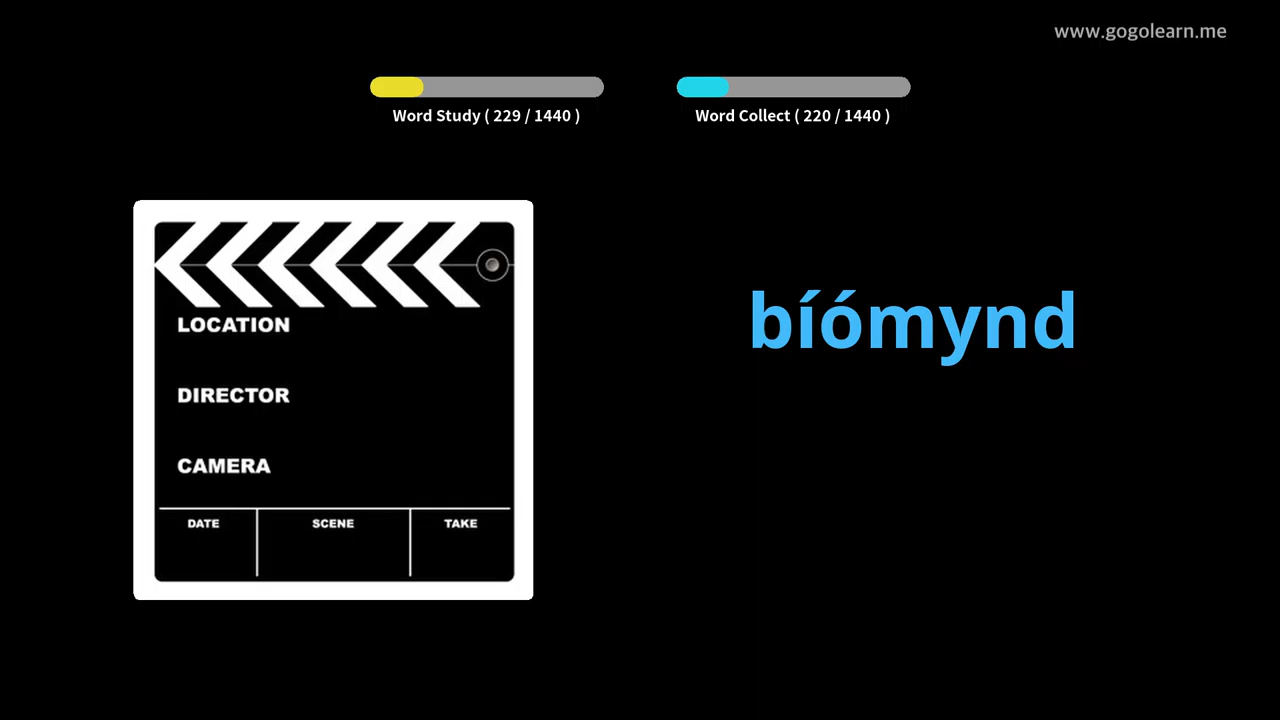 www.gogolearn.me
Word Study ( 229 / 1440 )
Word Collect ( 220 / 1440 )
LOCATION
DIRECTOR
CAMERA
DATE
SCENE
TAKE
bíómynd